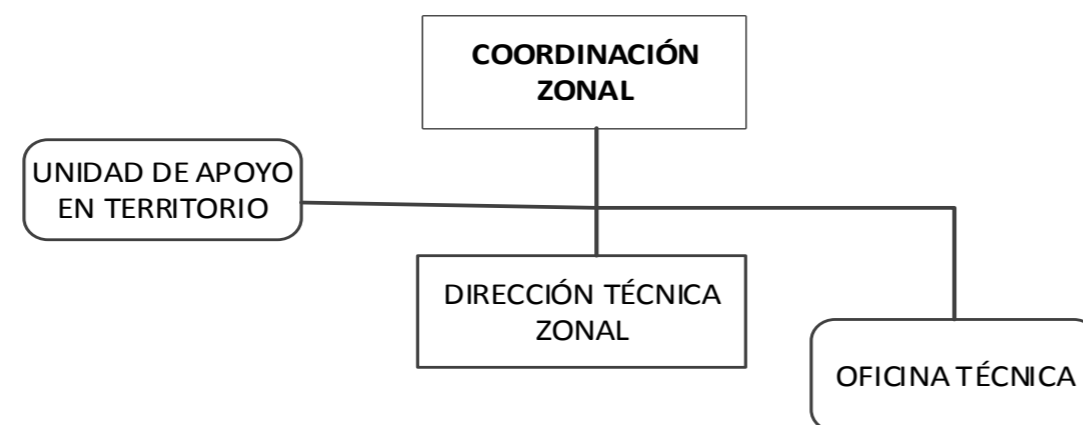 COORDINACIÓN
ZONAL
UNIDAD DE APOYO
EN TERRITORIO
DIRECCIÓN TÉCNICA
ZONAL
OFICINA TÉCNICA